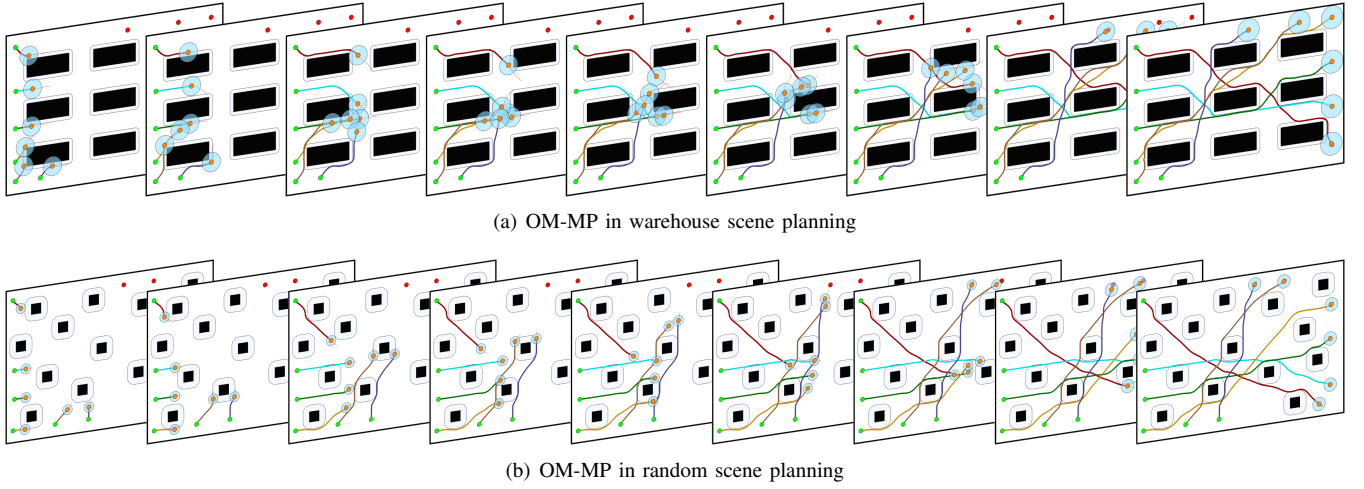 (a) OM-MP in warehouse scene planning
(b) OM-MP in random scene planning